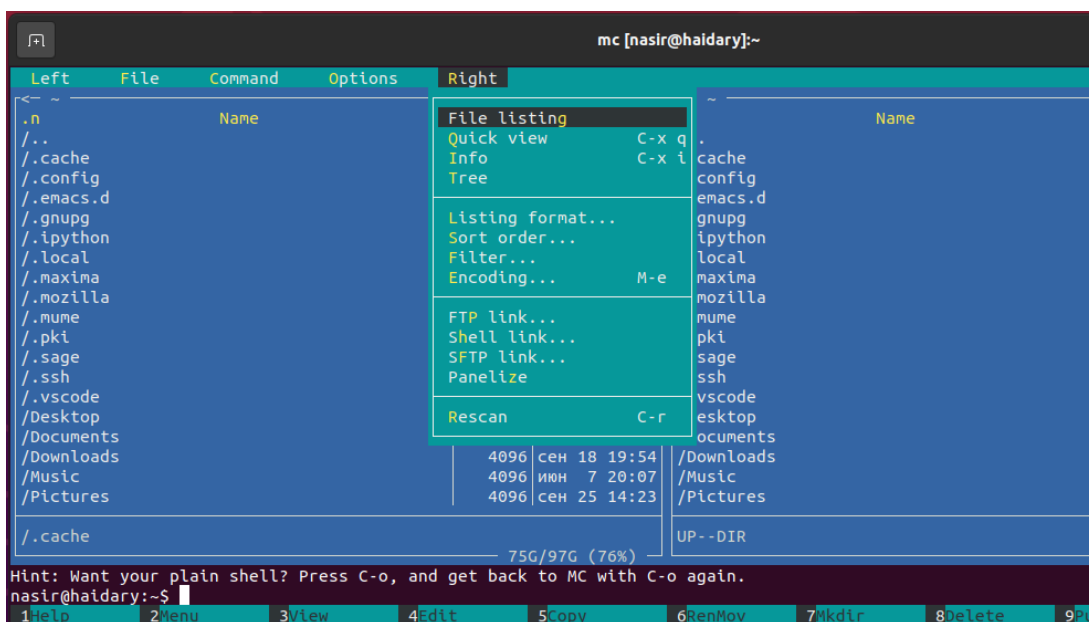 mc [nasir@haidary]:~
Left File Command Options Right
<— ~ ~
.n Name File listing Name
/.. Quick view C-x q .
/.cache Info C-x i cache
/.config Tree config
/.emacs.d emacs.d
/.gnupg Listing format... gnupg
/.ipython Sort order... ipython
/.local Filter... local
/.maxima Encoding... M-e maxima
/.mozilla mozilla
/.mume FTP link... mume
/.pki Shell link... pki
/.sage SFTP link... sage
/.ssh Panelize ssh
/.vscode vscode
/Desktop Rescan C-r esktop
/Documents ocuments
/Downloads 4096 сен 18 19:54 /Downloads
/Music 4096 июн 7 20:07 /Music
/Pictures 4096 сен 25 14:23 /Pictures
/.cache UP--DIR
75G/97G (76%)
Hint: Want your plain shell? Press C-o, and get back to MC with C-o again.
nasir@haidary:~$
1Help 2Menu 3View 4Edit 5Copy 6RenMov 7Mkdir 8Delete 9Pu